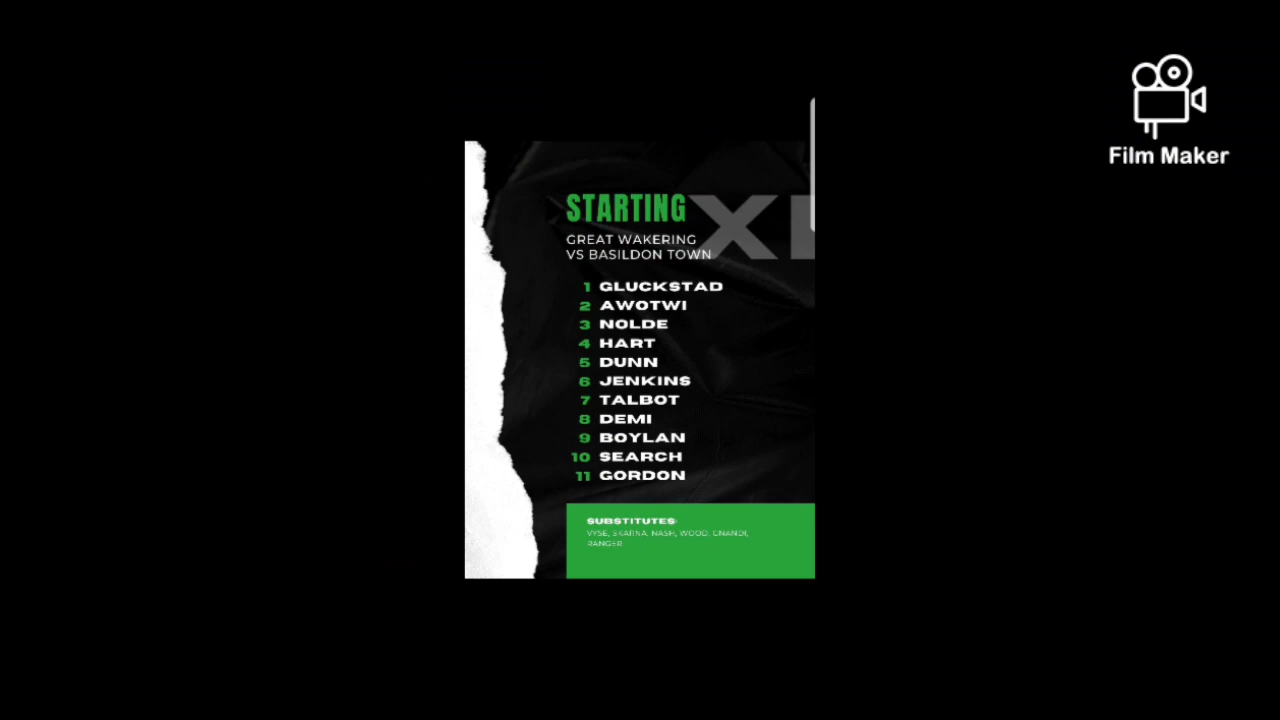 Film Maker
STARTING XI
GREAT WAKERING
VS BASILDON TOWN
1 GLUCKSTAD
2 AWOTWI
3 NOLDE
4 HART
5 DUNN
6 JENKINS
7 TALBOT
8 DEMI
9 BOYLAN
10 SEARCH
11 GORDON
SUBSTITUTES
VYSE, NASH, WOOD,
RANGER